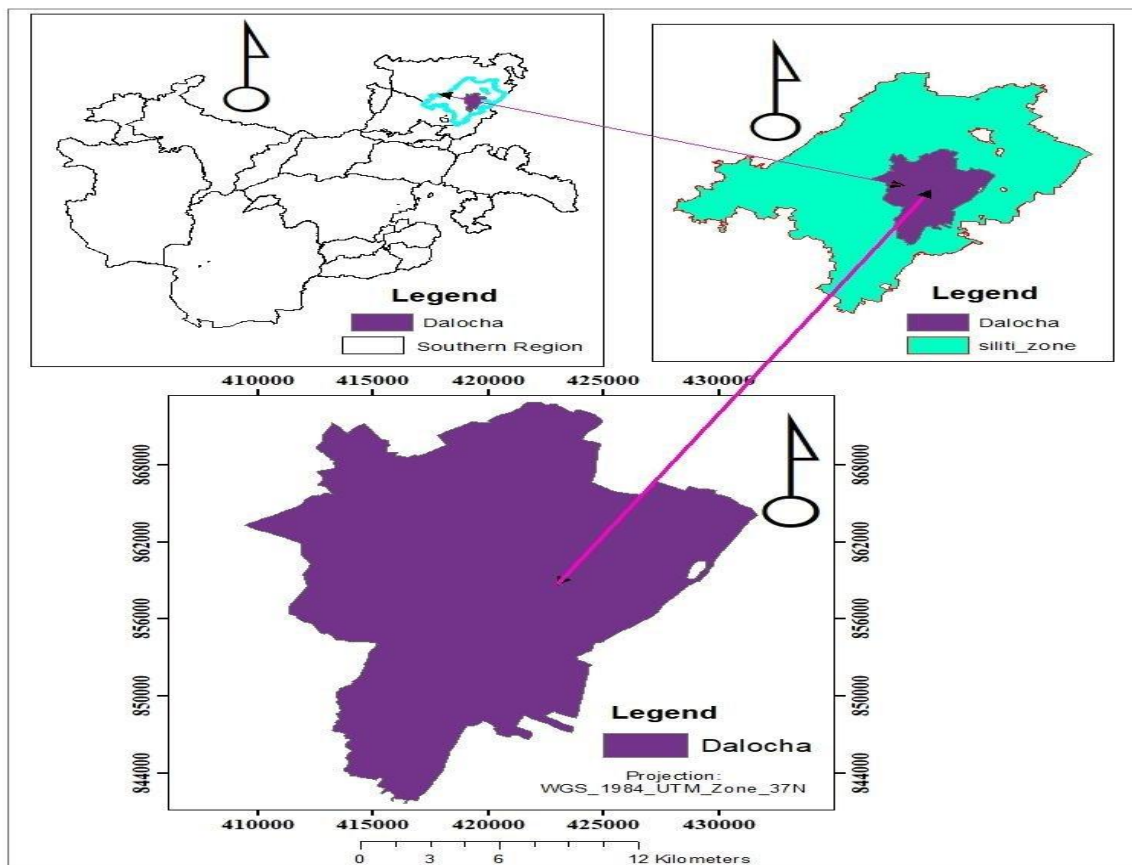 Legend
Dalocha
Southern Region
Legend
Dalocha
siliti_zone
410000 415000 420000 425000 430000
868000
862000
856000
850000
844000
868000
862000
856000
850000
844000
Legend
Dalocha
Projection:
WGS_1984_UTM_Zone_37N
410000 415000 420000 425000 430000
0 3 6 12 Kilometers